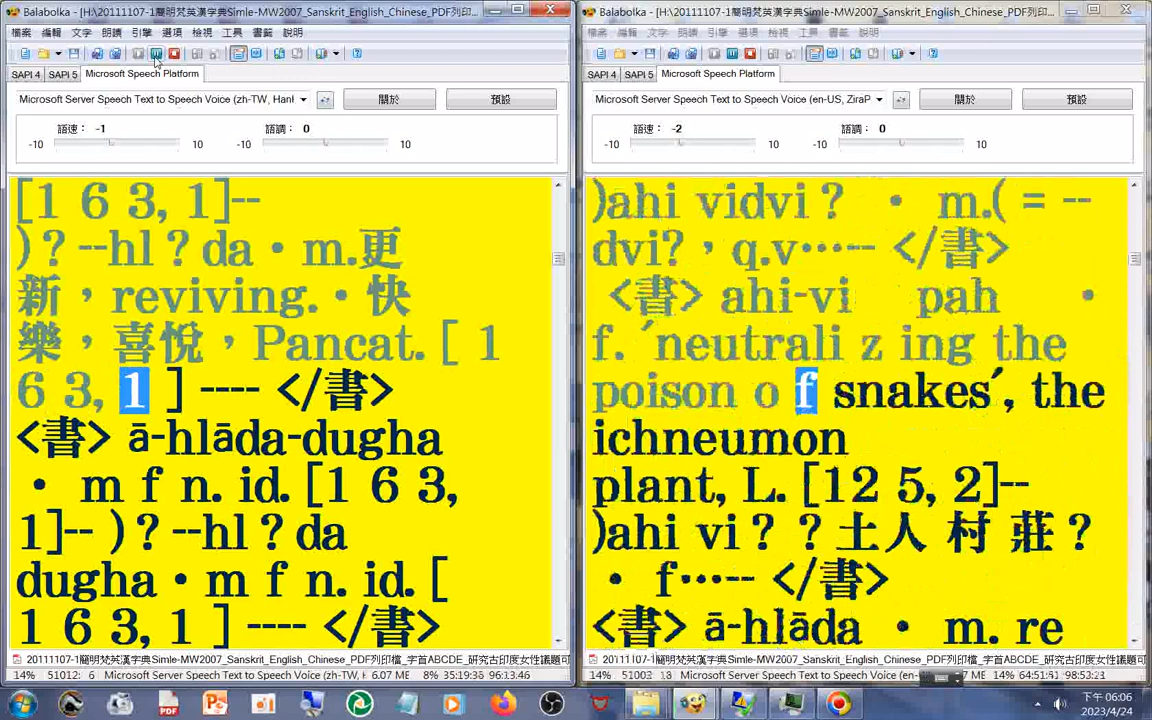 Balabolka - [H:\20111107-1簡明梵英漢字典Simle-MW2007_Sanskrit_English_Chinese_PDF列印...
檔案 編輯 文字 朗讀 引擎 選項 檢視 工具 書籤 說明
SAPI 4 SAPI 5 Microsoft Speech Platform
Microsoft Server Speech Text to Speech Voice (zh-TW, Hanl
關於 預設
語速： -1 語調： 0
-10 10 -10 10
[1 6 3, 1]--
)？--hl？da • m.更
新，reviving. • 快
樂，喜悅，Pancat. [ 1
6 3, 1 ] ---- </書>
<書> ā-hlāda-dugha
• m f n. id. [1 6 3,
1]-- )？--hl？da
dugha • m f n. id. [
1 6 3, 1 ] ---- </書>
20111107-1簡明梵英漢字典Simle-MW2007_Sanskrit_English_Chinese_PDF列印檔_字首ABCDE_研究古印度女性議題可
14% 51012: 6 Microsoft Server Speech Text to Speech Voice (zh-TW, H 6.07 MB 8% 35:19:36 96:13:46
Balabolka - [H:\20111107-1簡明梵英漢字典Simle-MW2007_Sanskrit_English_Chinese_PDF列印...
檔案 編輯 文字 朗讀 引擎 選項 檢視 工具 書籤 說明
SAPI 4 SAPI 5 Microsoft Speech Platform
Microsoft Server Speech Text to Speech Voice (en-US, ZiraP
關於 預設
語速： -2 語調： 0
-10 10 -10 10
)ahi vidvi？ • m.( = --
dvi?，q.v⋯⋯-- </書>
<書> ahi-vi pah •
f. ′neutrali z ing the
poison o f snakes′, the
ichneumon
plant, L. [12 5, 2]--
)ahi vi？？土人 村 莊？
• f⋯-- </書>
<書> ā-hlāda • m. re
20111107-1簡明梵英漢字典Simle-MW2007_Sanskrit_English_Chinese_PDF列印檔_字首ABCDE_研究古印度女性議題可
14% Microsoft Server Speech Text to Speech Voice (en-US 14% 64:51:41
下午 06:06
2023/4/24